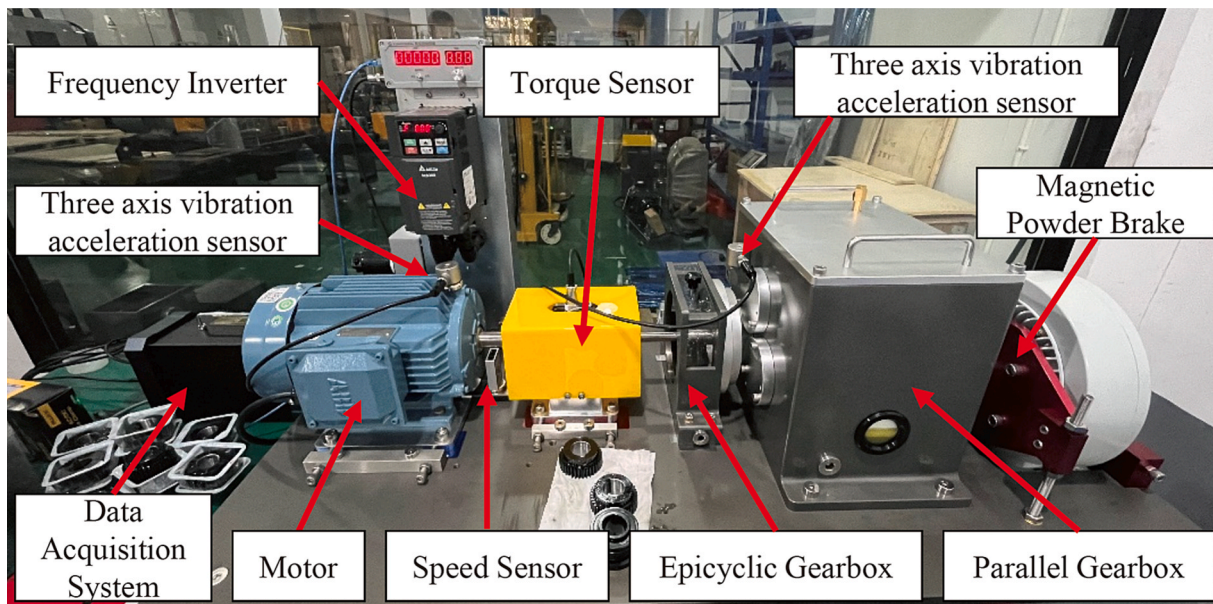 Frequency Inverter
Torque Sensor
Three axis vibration
acceleration sensor
Three axis vibration
acceleration sensor
Magnetic
Powder Brake
Data
Acquisition
System
Motor
Speed Sensor
Epicyclic Gearbox
Parallel Gearbox
ABB